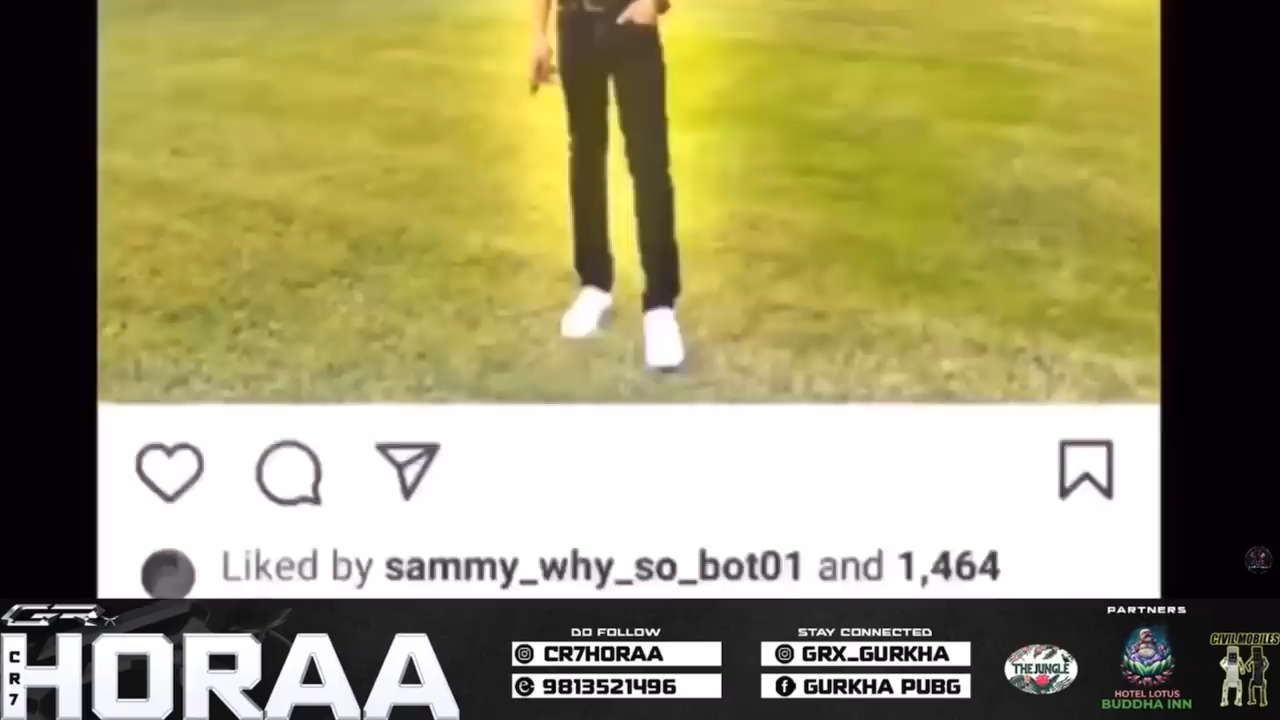 Liked by sammy_why_so_bot01 and 1,464
GR
CR7
HORAA
DO FOLLOW
CR7HORAA
9813521496
STAY CONNECTED
GRX_GURKHA
GURKHA PUBG
PARTNERS
THE JUNGLE
HOTEL LOTUS
BUDDHA INN
CIVIL MOBILES